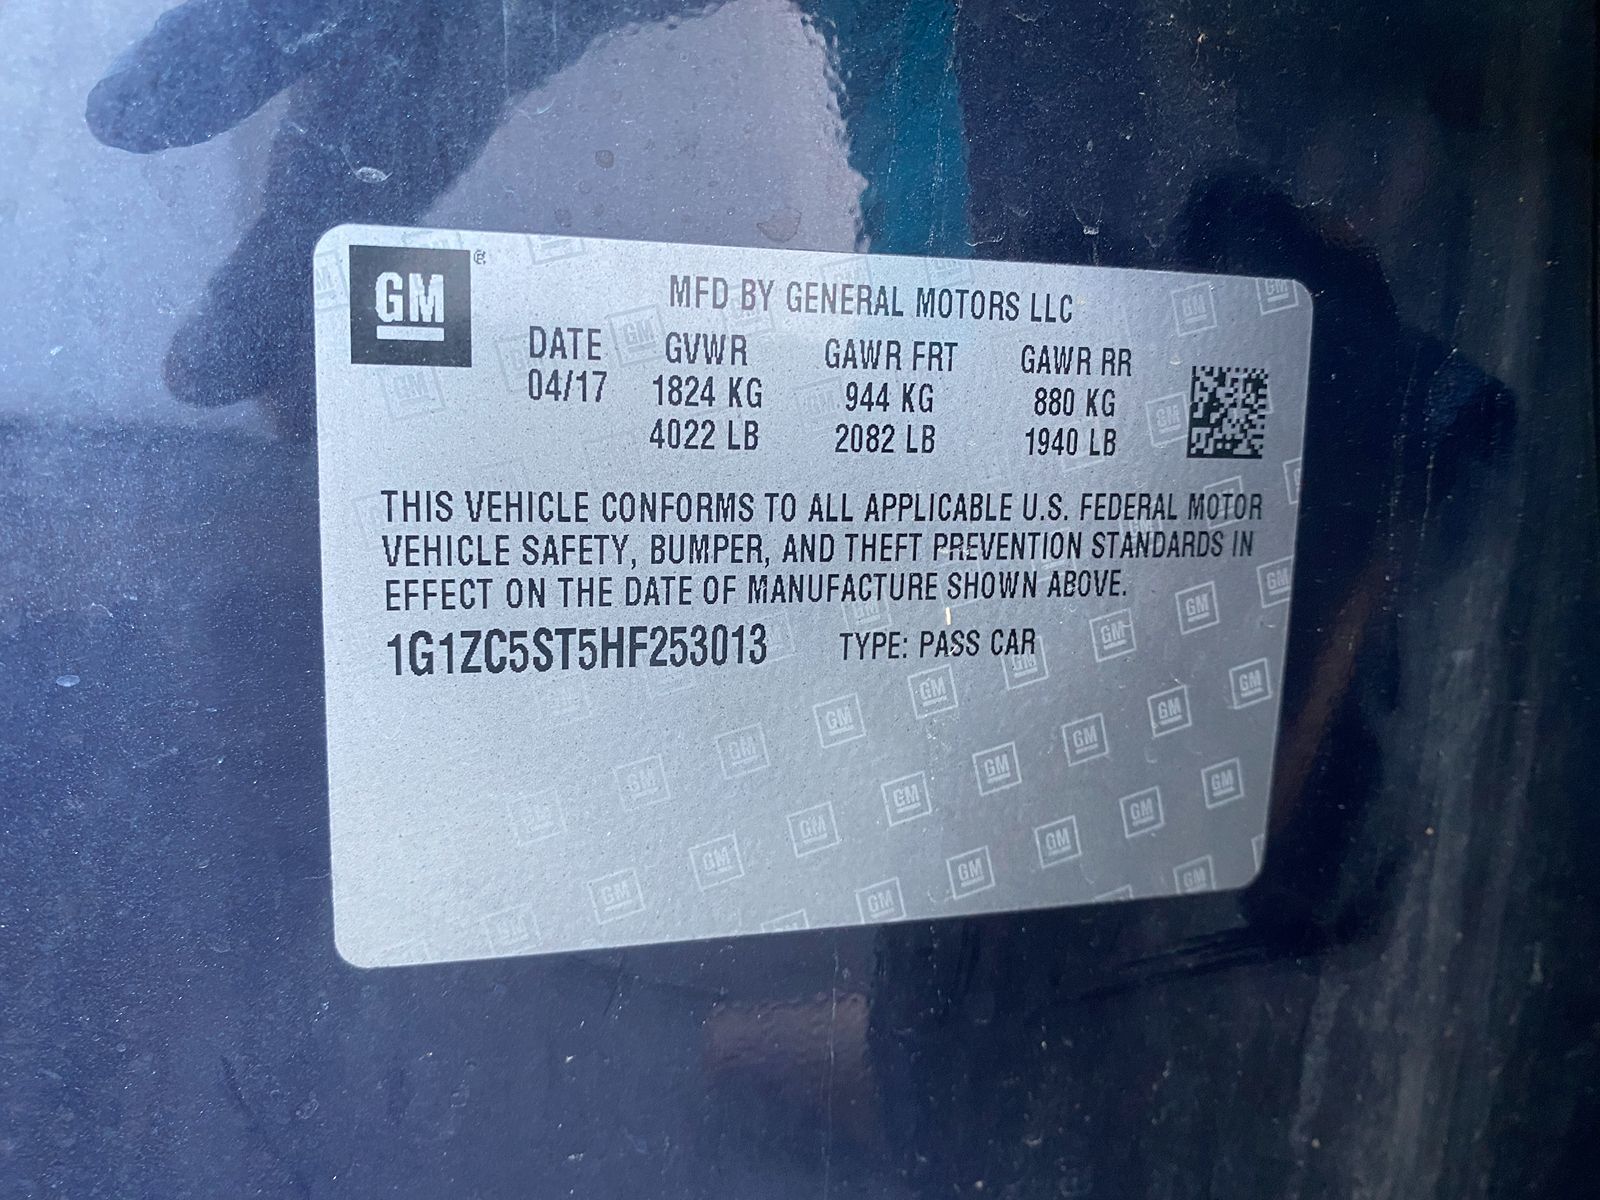 GM ®
MFD BY GENERAL MOTORS LLC
DATE GVWR GAWR FRT GAWR RR
04/17 1824 KG 944 KG 880 KG
4022 LB 2082 LB 1940 LB
THIS VEHICLE CONFORMS TO ALL APPLICABLE U.S. FEDERAL MOTOR
VEHICLE SAFETY, BUMPER, AND THEFT PREVENTION STANDARDS IN
EFFECT ON THE DATE OF MANUFACTURE SHOWN ABOVE.
1G1ZC5ST5HF253013 TYPE: PASS CAR